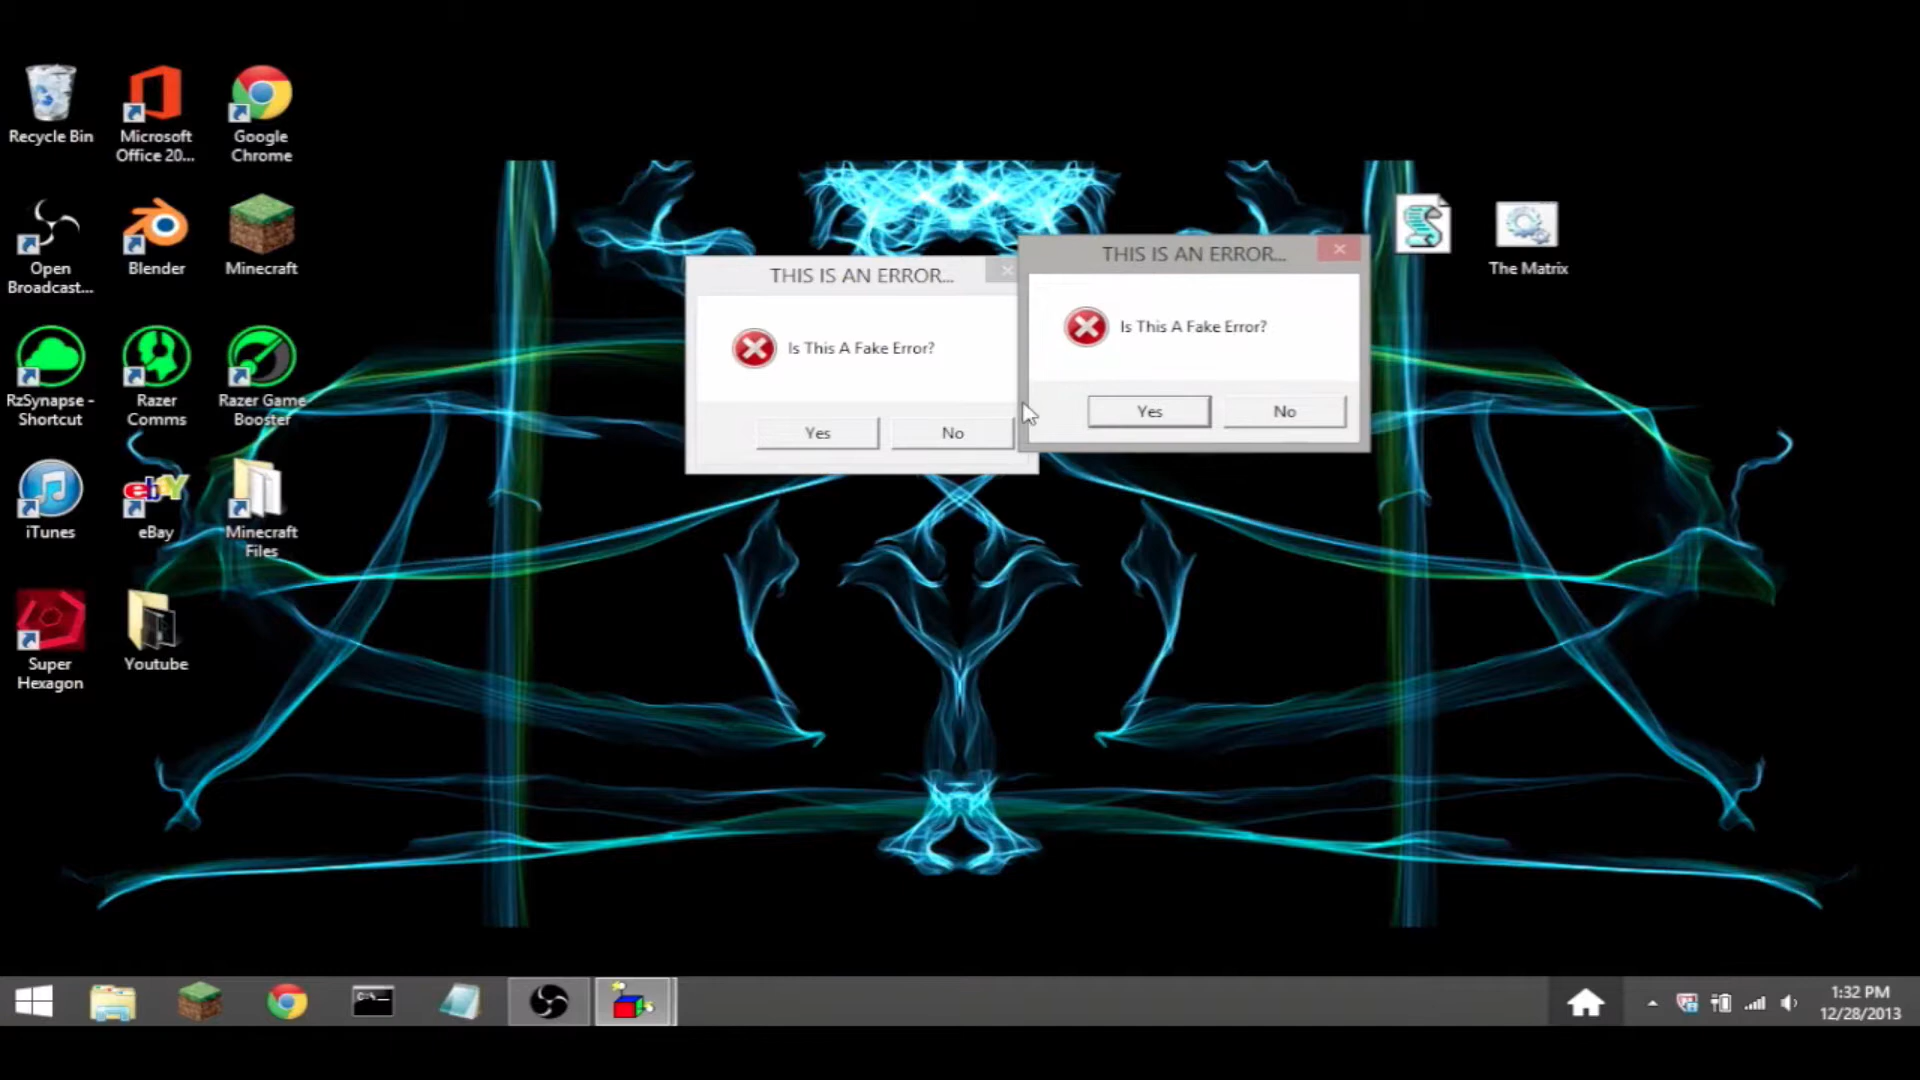 Recycle Bin
Microsoft
Office 20...
Google
Chrome
Open
Broadcast...
Blender
Minecraft
RzSynapse -
Shortcut
Razer
Comms
Razer Game
Booster
iTunes
ebY
eBay
Minecraft
Files
Super
Hexagon
Youtube
THIS IS AN ERROR...
Is This A Fake Error?
Yes
No
THIS IS AN ERROR...
Is This A Fake Error?
Yes
No
The Matrix
C:\_
1:32 PM
12/28/2013